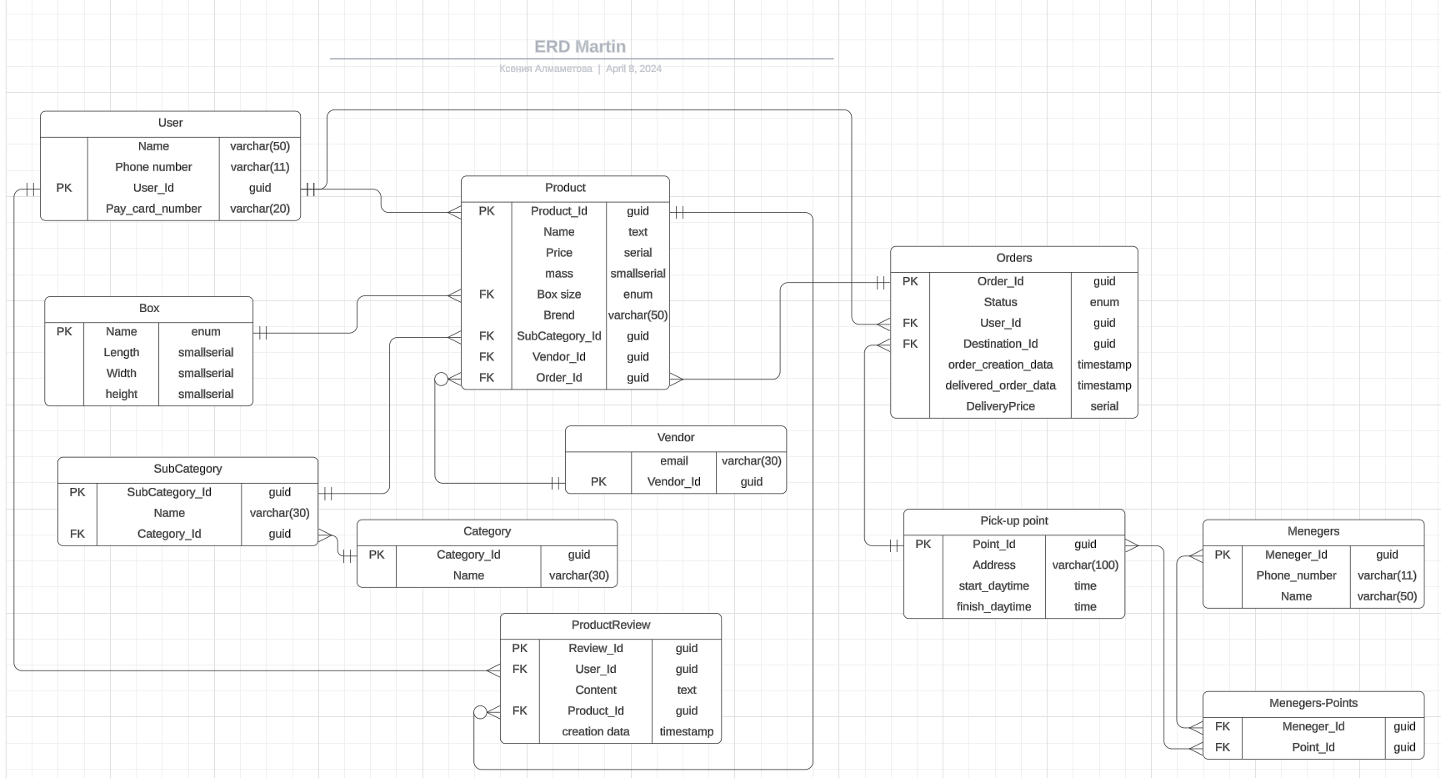 ERD Martin
Ксения Алмаметова | April 8, 2024
User
Name varchar(50)
Phone number varchar(11)
PK User_Id guid
Pay_card_number varchar(20)
Product
PK Product_Id guid
Name text
Price serial
mass smallserial
FK Box size enum
Brend varchar(50)
FK SubCategory_Id guid
FK Vendor_Id guid
FK Order_Id guid
Orders
PK Order_Id guid
Status enum
FK User_Id guid
FK Destination_Id guid
order_creation_data timestamp
delivered_order_data timestamp
DeliveryPrice serial
Box
PK Name enum
Length smallserial
Width smallserial
height smallserial
Vendor
email varchar(30)
PK Vendor_Id guid
SubCategory
PK SubCategory_Id guid
Name varchar(30)
FK Category_Id guid
Category
PK Category_Id guid
Name varchar(30)
Pick-up point
PK Point_Id guid
Address varchar(100)
start_daytime time
finish_daytime time
Menegers
PK Meneger_Id guid
Phone_number varchar(11)
Name varchar(50)
ProductReview
PK Review_Id guid
FK User_Id guid
Content text
FK Product_Id guid
creation data timestamp
Menegers-Points
FK Meneger_Id guid
FK Point_Id guid